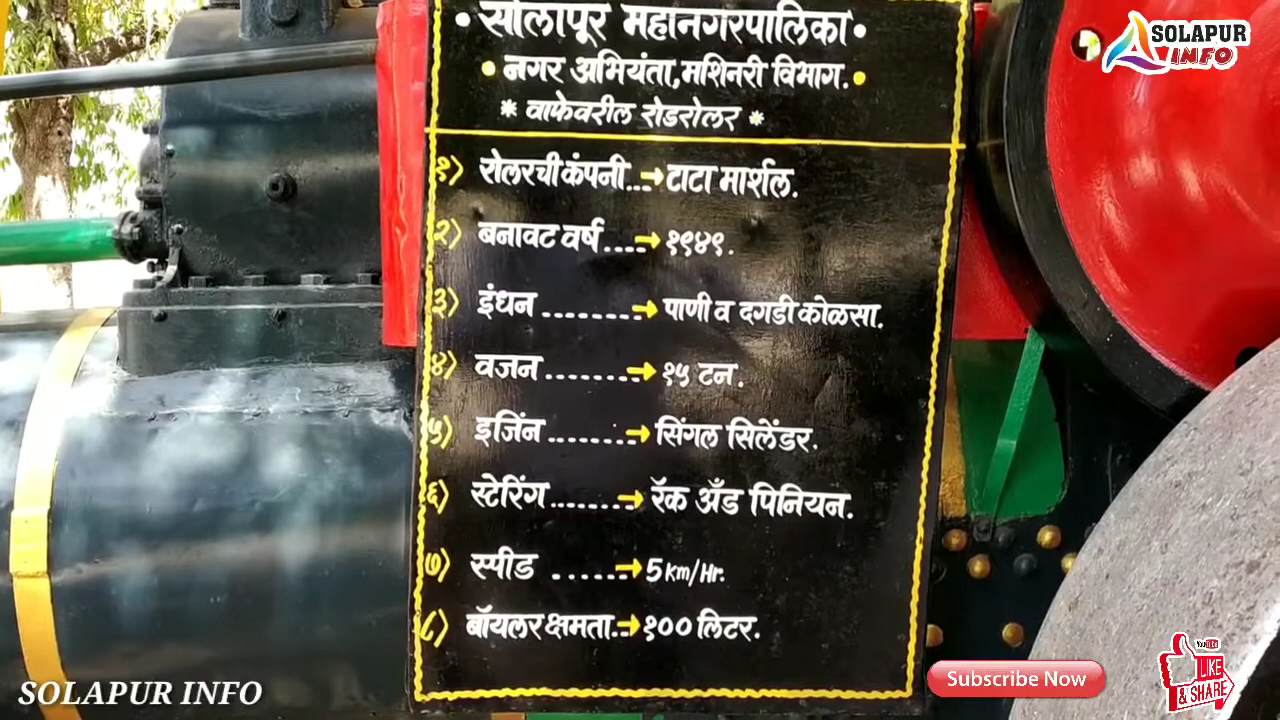 • सोलापूर महानगरपालिका •
• नगर अभियंता, मशिनरी विभाग. •
* वाफेवरील रोडरोलर *
१) रोलरची कंपनी...→ टाटा मार्शल.
२) बनावट वर्ष....→ १९४९.
३) इंधन ........→ पाणी व दगडी कोळसा.
४) वजन ........→ १५ टन.
५) इजिंन ........→ सिंगल सिलेंडर.
६) स्टेरिंग .......→ रॅक अँड पिनियन.
७) स्पीड ......→ 5 Km/Hr.
८) बॉयलर क्षमता..→ १०० लिटर.
SOLAPUR
INFO
SOLAPUR INFO
Subscribe Now
YouTube
LIKE
& SHARE